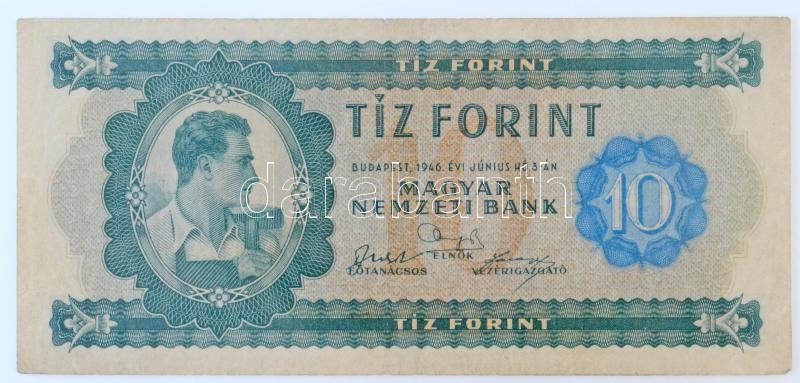 TÍZ FORINT
TÍZ FORINT
BUDAPEST, 1946. ÉVI JÚNIUS HÓ 3-ÁN
MAGYAR
NEMZETI BANK
10
darabanth
ELNÖK
FŐTANÁCSOS VEZÉRIGAZGATÓ
TÍZ FORINT